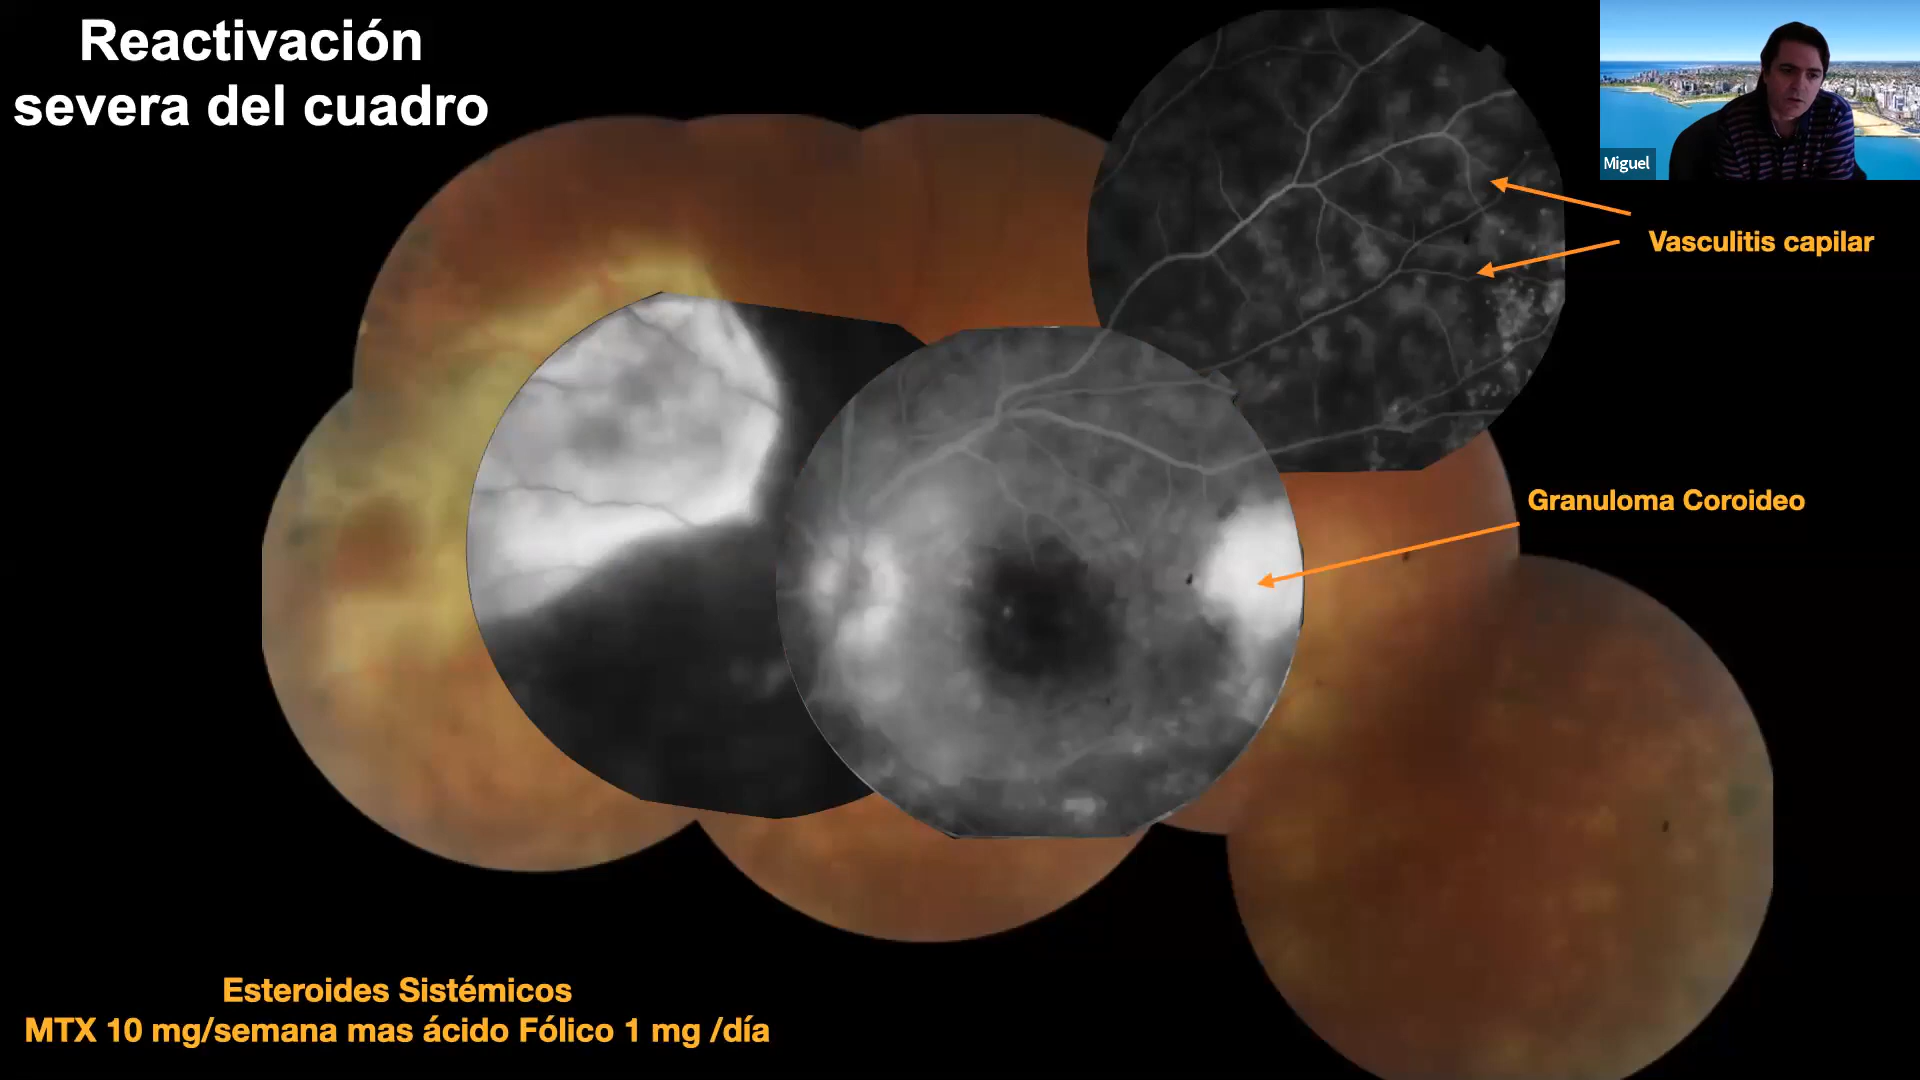 Reactivación
severa del cuadro
Miguel
Vasculitis capilar
Granuloma Coroideo
Esteroides Sistémicos
MTX 10 mg/semana mas ácido Fólico 1 mg /día